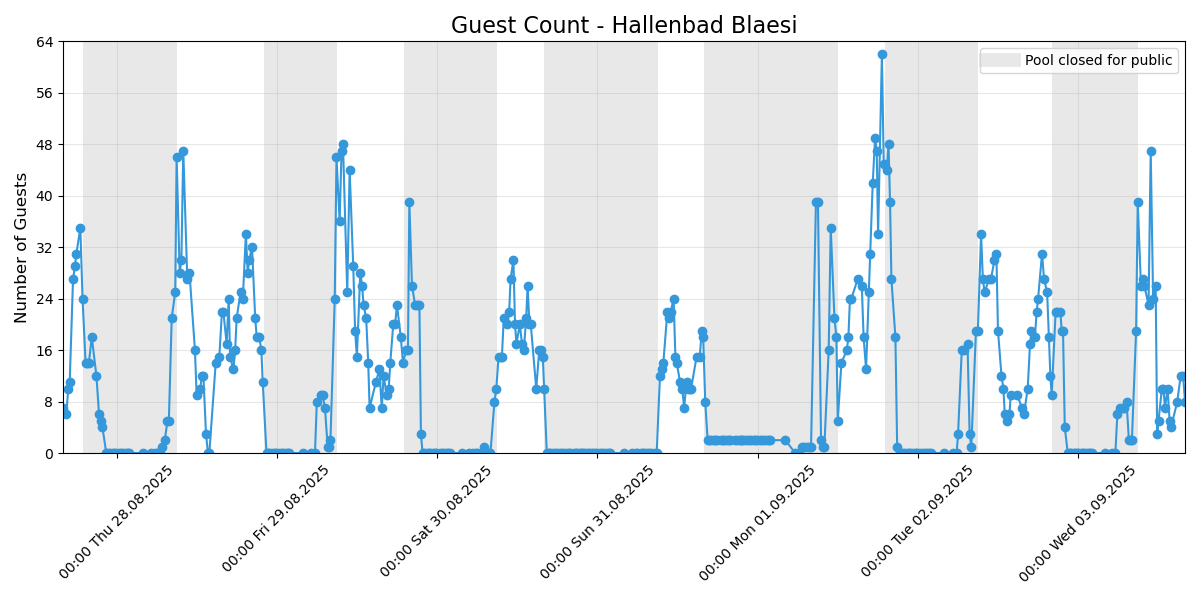 Guest Count - Hallenbad Blaesi
Pool closed for public
Number of Guests
64
56
48
40
32
24
16
8
0
00:00 Thu 28.08.2025
00:00 Fri 29.08.2025
00:00 Sat 30.08.2025
00:00 Sun 31.08.2025
00:00 Mon 01.09.2025
00:00 Tue 02.09.2025
00:00 Wed 03.09.2025